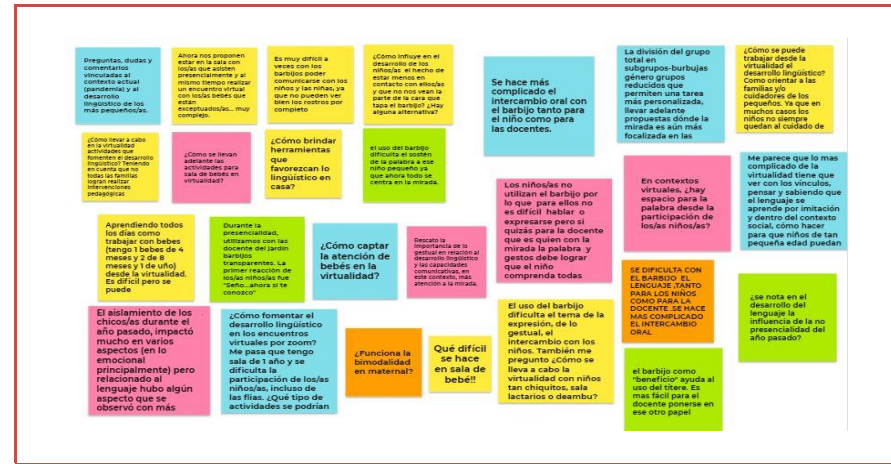 Preguntas, dudas y
comentarios
vinculadas al
contexto actual
(pandemia) y al
desarrollo
lingüístico de los
más pequeños/as.
Ahora nos proponen
estar en la sala con
los/as que asisten
presencialmente y al
mismo tiempo realizar
un encuentro virtual
con los/as bebés que
están
exceptuados/as... muy
complejo.
Es muy difícil a
veces con los
barbijos poder
comunicarse con los
niños y las niñas, ya
que no pueden ver
bien los rostros por
completo
¿Cómo influye en el
desarrollo de los
niños/as el hecho de
estar menos en
contacto con ellos/as
y que no nos vean la
parte de la cara que
tapa el barbijo? ¿Hay
alguna alternativa?
Se hace más
complicado el
intercambio oral con
el barbijo tanto para
el niño como para
las docentes.
La división del grupo
total en
subgrupos-burbujas
género grupos
reducidos que
permiten una tarea
más personalizada,
llevar adelante
propuestas dónde la
mirada es aún más
focalizada en las
¿Cómo se puede
trabajar desde la
virtualidad el
desarrollo lingüístico?
Como orientar a las
familias y/o
cuidadores de los
pequeños. Ya que en
muchos casos los
niños no siempre
quedan al cuidado de
¿Cómo llevar a cabo
en la virtualidad
actividades que
fomenten el desarrollo
lingüístico? Teniendo
en cuenta que no
todas las familias
logran realizar
intervenciones
pedagógicas
¿Cómo se llevan
adelante las
actividades para
sala de bebés en
virtualidad?
¿Cómo brindar
herramientas
que
favorezcan lo
lingüístico en
casa?
el uso del barbijo
dificulta el sostén
de la palabra a ese
niño pequeño ya
que ahora todo se
centra en la mirada.
Los niños/as no
utilizan el barbijo por
lo que para ellos no
es difícil hablar o
expresarse pero si
quizás para la docente
que es quien con la
mirada la palabra y
gestos debe lograr
que el niño
comprenda todas
En contextos
virtuales, ¿hay
espacio para la
palabra desde la
participación de
los/as niños/as?
Me parece que lo mas
complicado de la
virtualidad tiene que
ver con los vínculos,
pensar y sabiendo que
el lenguaje se
aprende por imitación
y dentro del contexto
social, cómo hacer
para que niños de tan
pequeña edad puedan
Aprendiendo todos
los días como
trabajar con bebes
(tengo 1 bebes de 4
meses y 2 de 8
meses y 1 de uño)
desde la virtualidad.
Es difícil pero se
puede
Durante la
presencialidad,
utilizamos con las
docente del jardín
barbijos
transparentes. La
primer reacción de
los/as niños/as fue
"Seño...ahora si te
conozco"
¿Cómo captar
la atención de
bebés en la
virtualidad?
Rescato la
importancia de lo
gestual en relación al
desarrollo lingüístico
y las capacidades
comunicativas, en
este contexto, más
atención a la mirada.
SE DIFICULTA CON
EL BARBIJO EL
LENGUAJE ,TANTO
PARA LOS NIÑOS
COMO PARA LA
DOCENTE .SE HACE
MAS COMPLICADO
EL INTERCAMBIO
ORAL
¿se nota en el
desarrollo del
lenguaje la
influencia de la no
presencialidad del
año pasado?
El aislamiento de los
chicos/as durante el
año pasado, impactó
mucho en varios
aspectos (en lo
emocional
principalmente) pero
relacionado al
lenguaje hubo algún
aspecto que se
observó con más
¿Cómo fomentar el
desarrollo lingüístico
en los encuentros
virtuales por zoom?
Me pasa que tengo
sala de 1 año y se
dificulta la
participación de los/as
niños/as, incluso de
las flias. ¿Qué tipo de
actividades se podrían
¿Funciona la
bimodalidad
en maternal?
Qué difícil
se hace
en sala de
bebé!!
El uso del barbijo
dificulta el tema de la
expresión, de lo
gestual, el
intercambio con los
niños. También me
pregunto ¿Cómo se
lleva a cabo la
virtualidad con niños
tan chiquitos, sala
lactarios o deambu?
el barbijo como
"beneficio" ayuda al
uso del títere. Es
mas fácil para el
docente ponerse en
ese otro papel